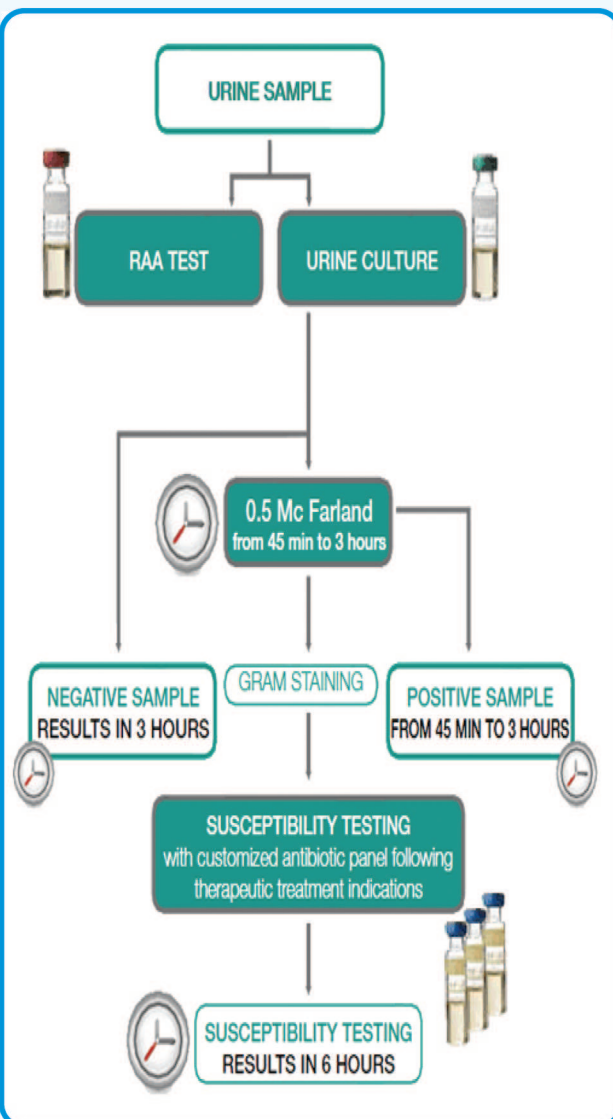 URINE SAMPLE
RAA TEST
URINE CULTURE
0.5 Mc Farland
from 45 min to 3 hours
NEGATIVE SAMPLE
RESULTS IN 3 HOURS
GRAM STAINING
POSITIVE SAMPLE
FROM 45 MIN TO 3 HOURS
SUSCEPTIBILITY TESTING
with customized antibiotic panel following
therapeutic treatment indications
SUSCEPTIBILITY TESTING
RESULTS IN 6 HOURS